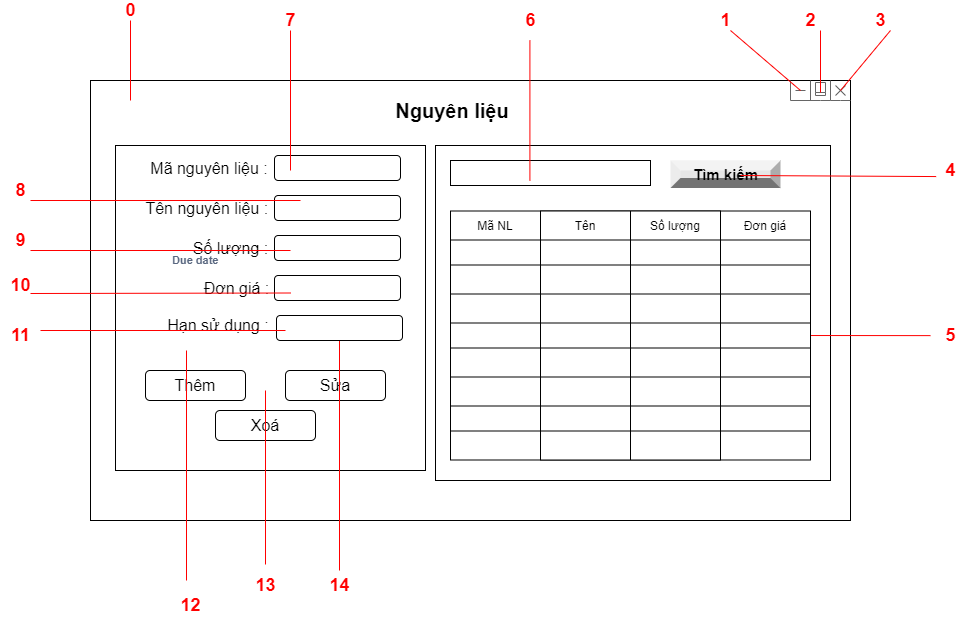 0
7
6
1
2
3
Nguyên liệu
Mã nguyên liệu :
Tìm kiếm
4
8
Tên nguyên liệu :
Mã NL
Tên
Số lượng
Đơn giá
9
Số lượng :
Due date
10
Đơn giá :
11
Hạn sử dụng :
5
Thêm
Sửa
Xoá
12
13
14